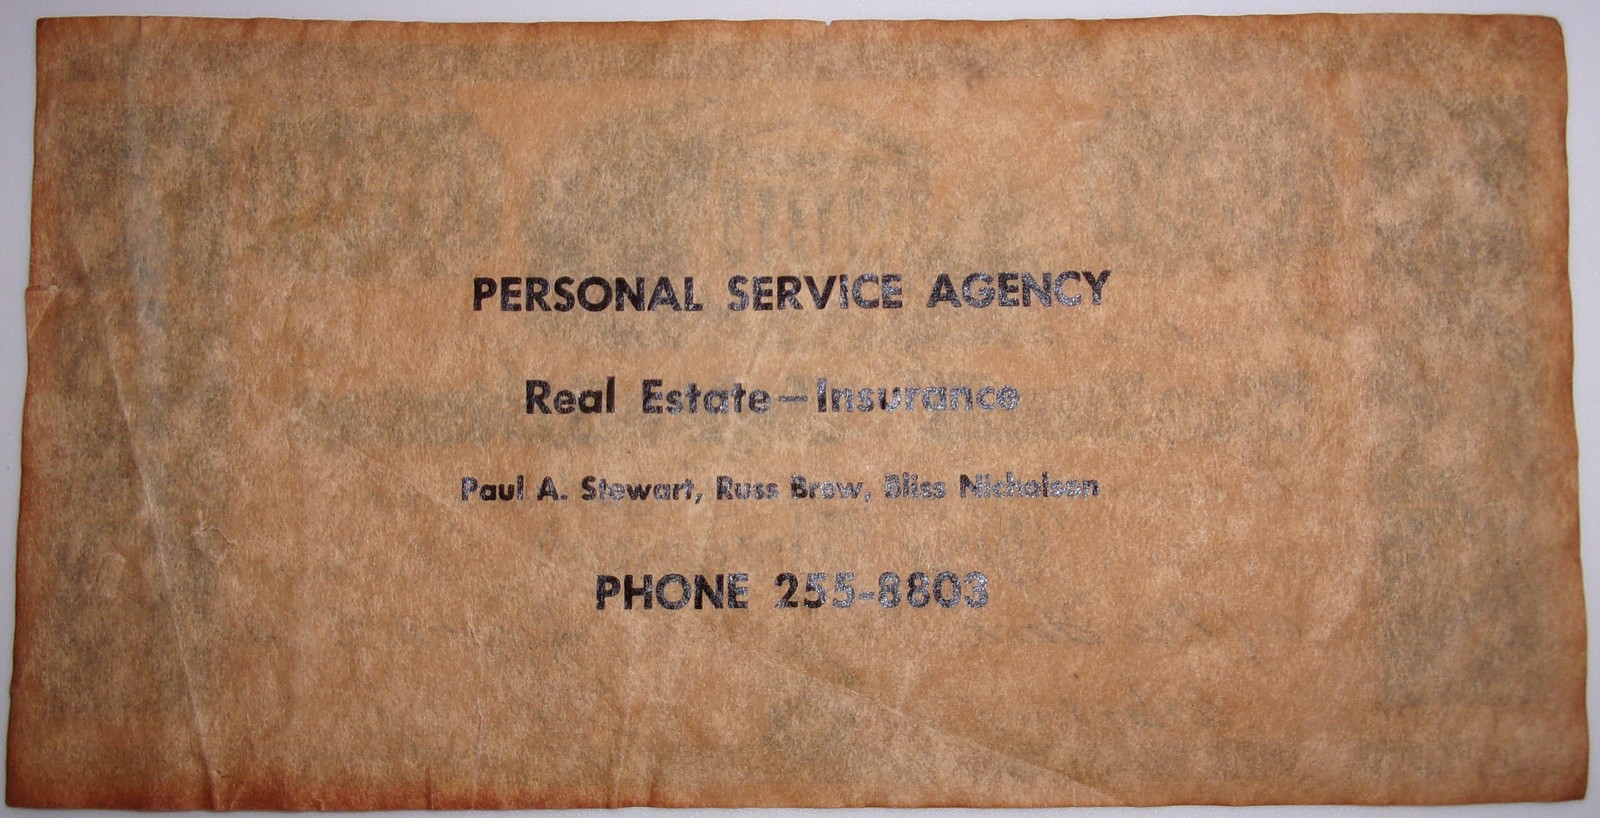 PERSONAL SERVICE AGENCY
Real Estate—Insurance
Paul A. Stewart, Russ Brow, Bliss Nicholson
PHONE 255-8803